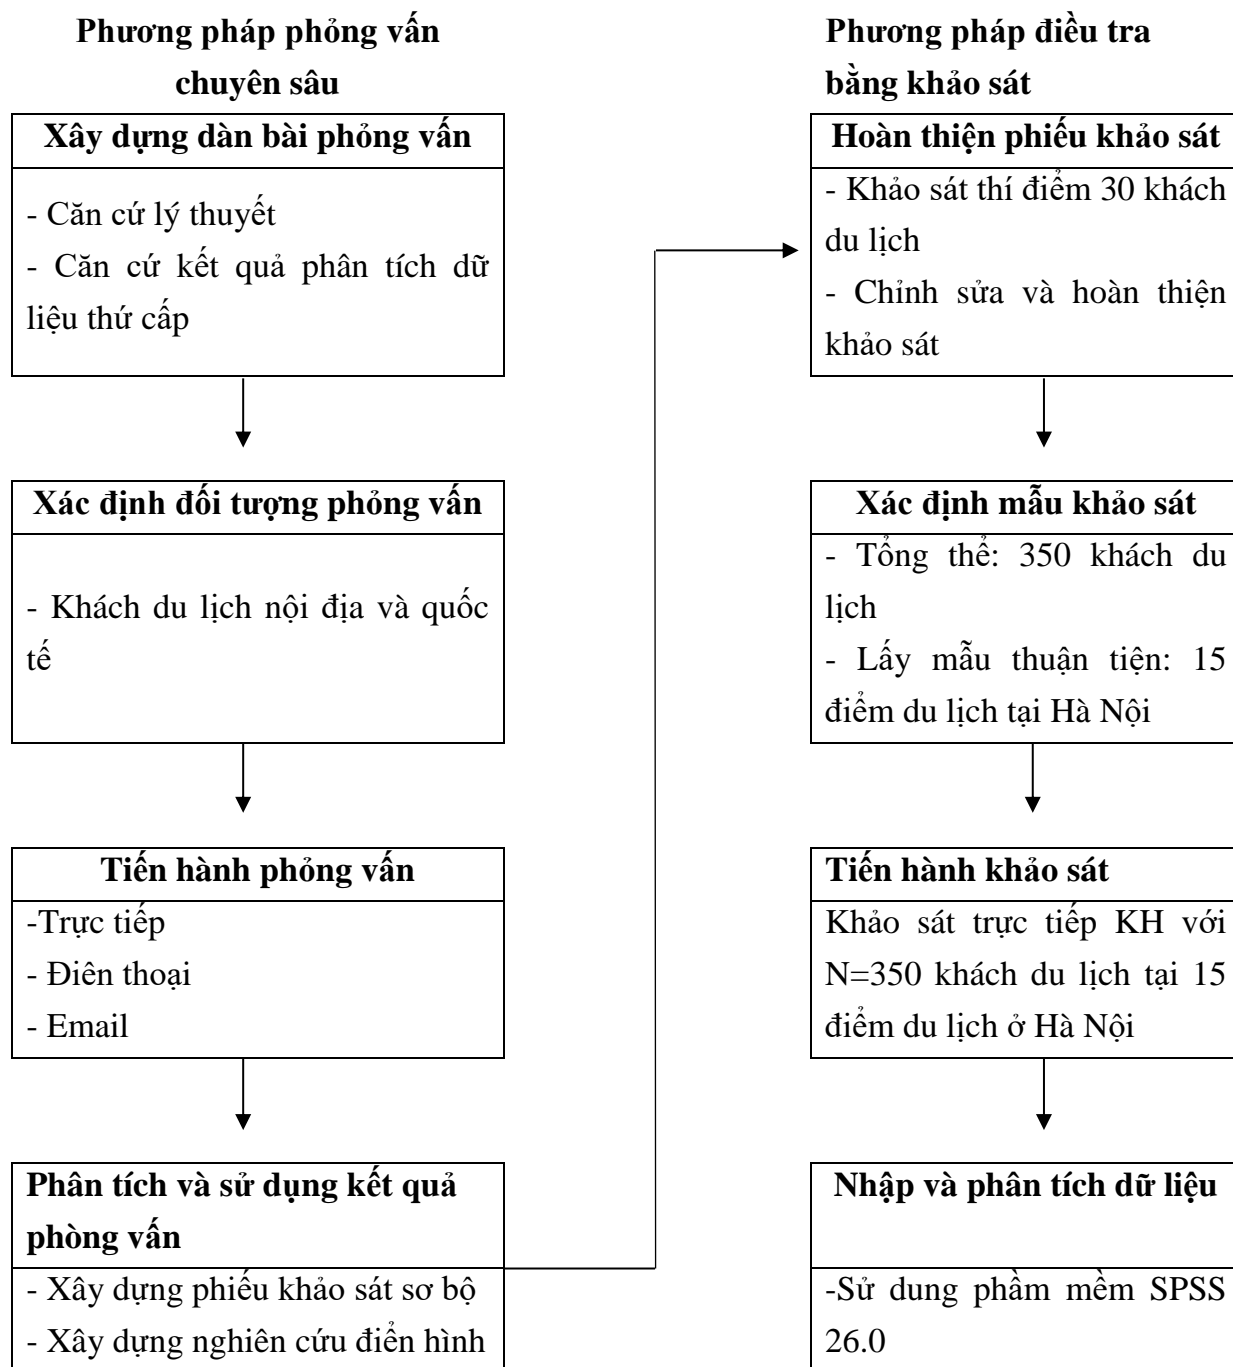 Phương pháp phỏng vấn
chuyên sâu
Xây dựng dàn bài phỏng vấn
- Căn cứ lý thuyết
- Căn cứ kết quả phân tích dữ
liệu thứ cấp
Xác định đối tượng phỏng vấn
- Khách du lịch nội địa và quốc
tế
Tiến hành phỏng vấn
-Trực tiếp
- Điên thoại
- Email
Phân tích và sử dụng kết quả
phòng vấn
- Xây dựng phiếu khảo sát sơ bộ
- Xây dựng nghiên cứu điển hình
Phương pháp điều tra
bằng khảo sát
Hoàn thiện phiếu khảo sát
- Khảo sát thí điểm 30 khách
du lịch
- Chỉnh sửa và hoàn thiện
khảo sát
Xác định mẫu khảo sát
- Tổng thể: 350 khách du
lịch
- Lấy mẫu thuận tiện: 15
điểm du lịch tại Hà Nội
Tiến hành khảo sát
Khảo sát trực tiếp KH với
N=350 khách du lịch tại 15
điểm du lịch ở Hà Nội
Nhập và phân tích dữ liệu
-Sử dung phầm mềm SPSS
26.0